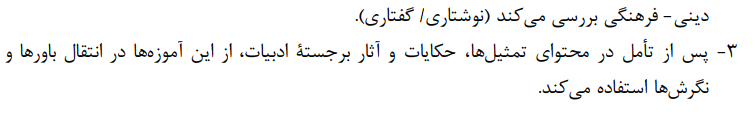 دینی- فرهنگی بررسی می‌کند (نوشتاری/ گفتاری).
۳- پس از تأمل در محتوای تمثیل‌ها، حکایات و آثار برجستۀ ادبیات، از این آموزه‌ها در انتقال باورها و
نگرش‌ها استفاده می‌کند.